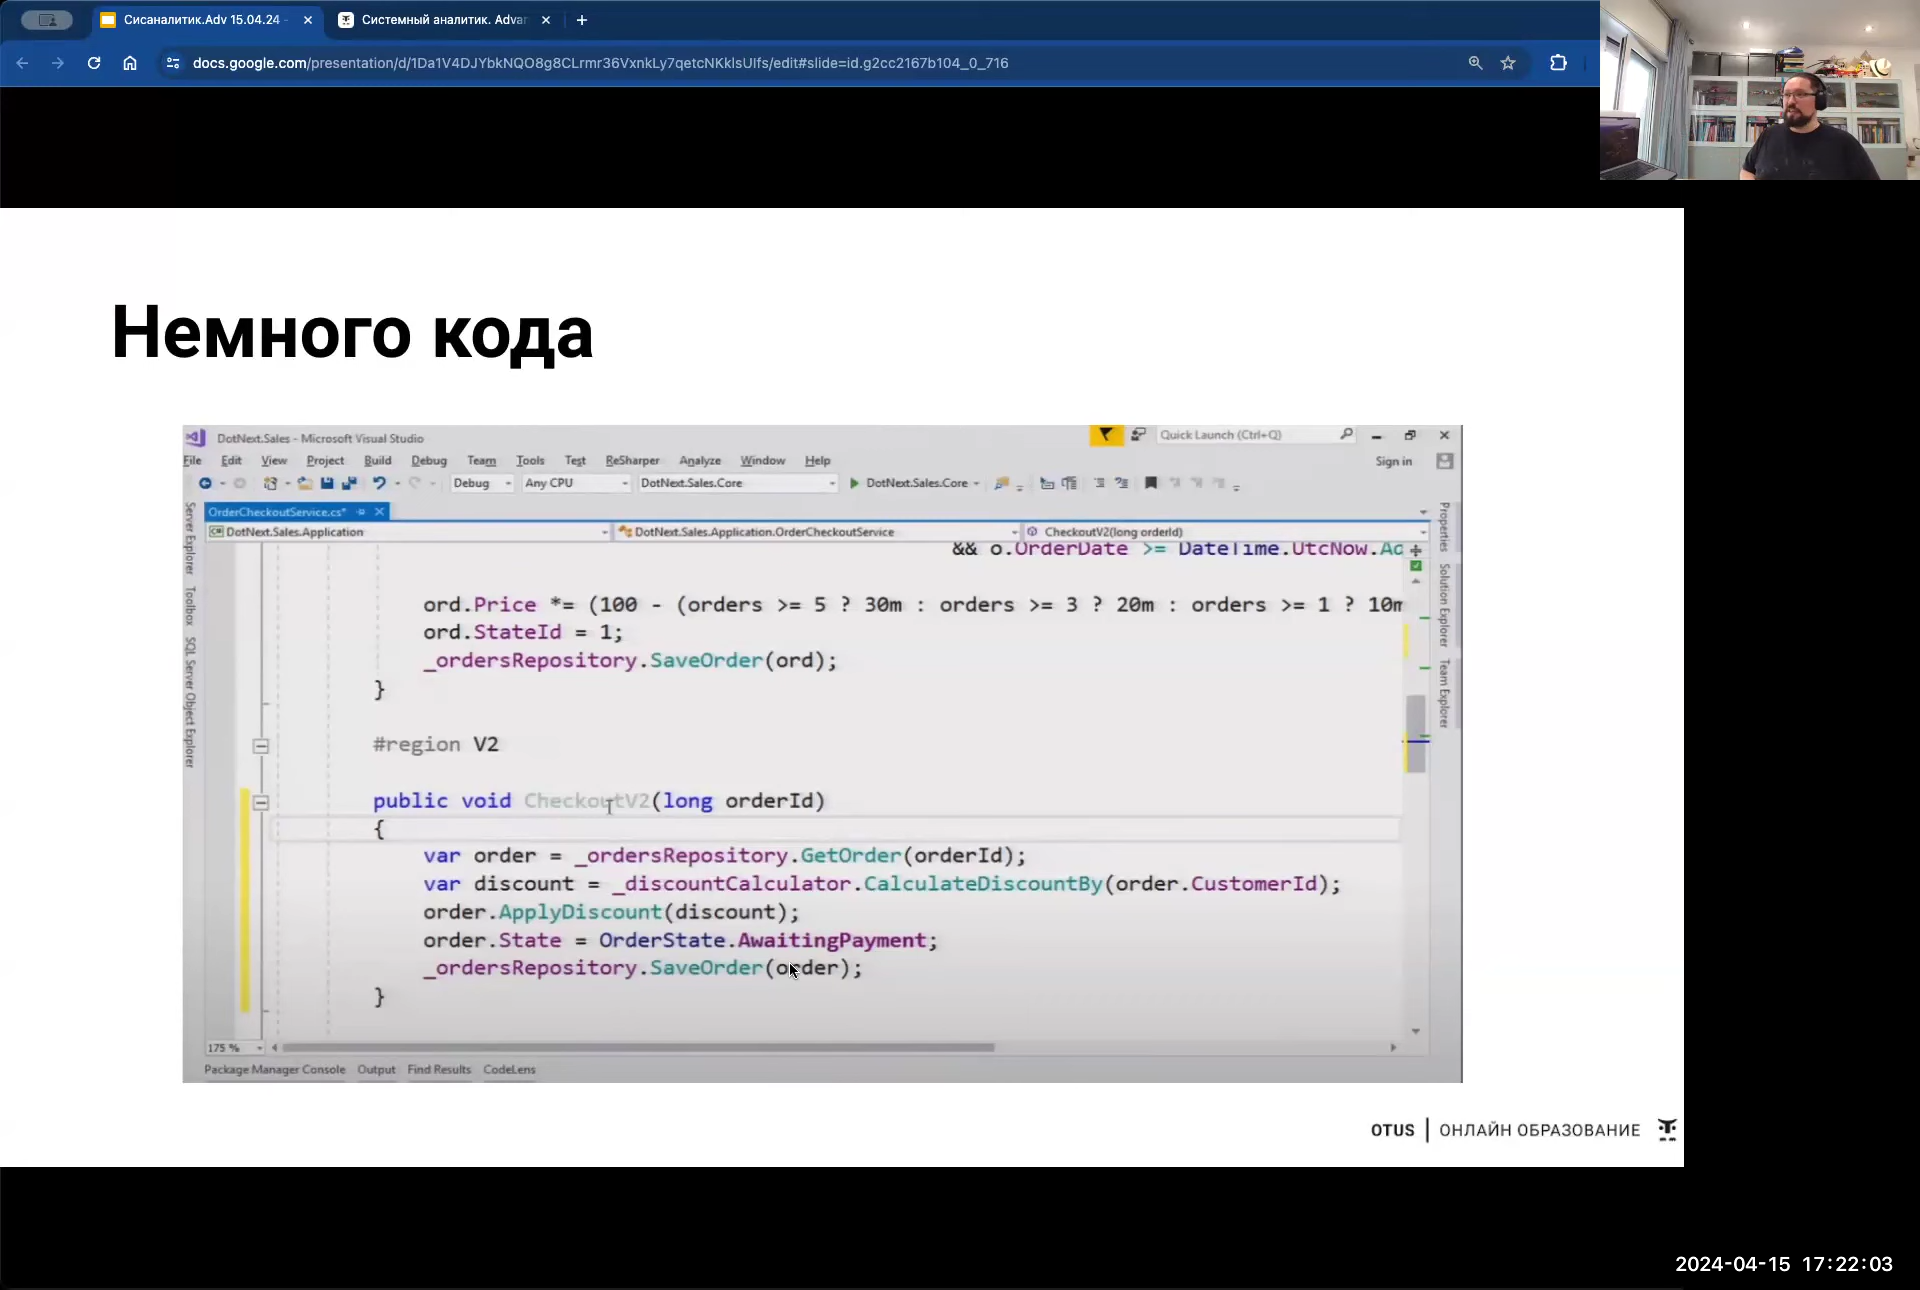 Сисаналитик.Adv 15.04.24 -
Системный аналитик. Advan
docs.google.com/presentation/d/1Da1V4DJYbkNQO8g8CLrmr36VxnkLy7qetcNKklsUlfs/edit#slide=id.g2cc2167b104_0_716
Немного кода
DotNext.Sales - Microsoft Visual Studio
Quick Launch (Ctrl+Q)
File Edit View Project Build Debug Team Tools Test ReSharper Analyze Window Help
Sign in
Debug Any CPU DotNext.Sales.Core DotNext.Sales.Core
OrderCheckoutService.cs*
DotNext.Sales.Application DotNext.Sales.Application.OrderCheckoutService CheckoutV2(long orderId)
Server Explorer
Toolbox
SQL Server Object Explorer
Properties
Solution Explorer
Team Explorer
&& o.OrderDate >= DateTime.UtcNow.Ad
ord.Price *= (100 - (orders >= 5 ? 30m : orders >= 3 ? 20m : orders >= 1 ? 10m
ord.StateId = 1;
_ordersRepository.SaveOrder(ord);
}
#region V2
public void CheckoutV2(long orderId)
{
var order = _ordersRepository.GetOrder(orderId);
var discount = _discountCalculator.CalculateDiscountBy(order.CustomerId);
order.ApplyDiscount(discount);
order.State = OrderState.AwaitingPayment;
_ordersRepository.SaveOrder(order);
}
175 %
Package Manager Console Output Find Results CodeLens
OTUS | ОНЛАЙН ОБРАЗОВАНИЕ
2024-04-15 17:22:03